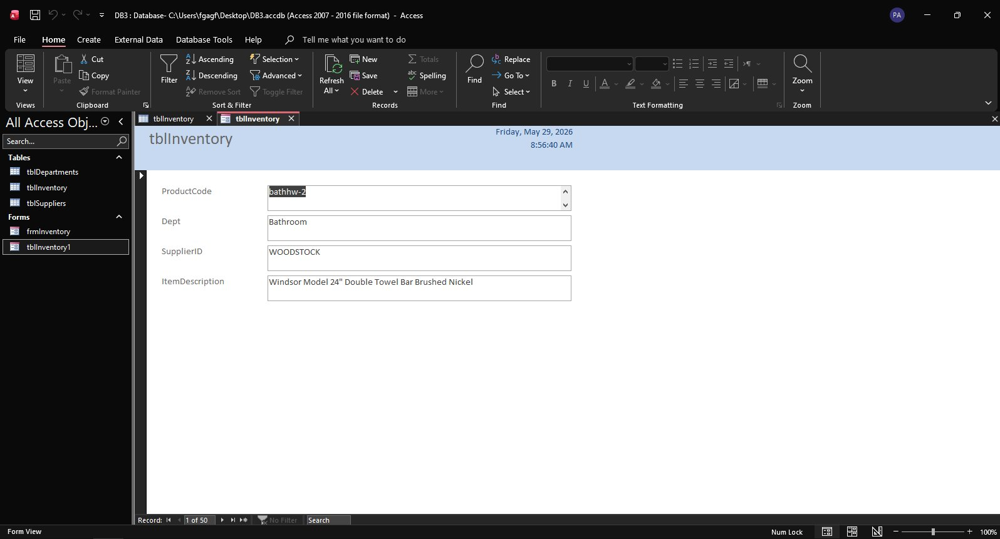 DB3 : Database- C:\Users\fgagf\Desktop\DB3.accdb (Access 2007 - 2016 file format) - Access
PA
File Home Create External Data Database Tools Help Tell me what you want to do
View
Paste
Cut
Copy
Format Painter
Filter
Ascending
Descending
Remove Sort
Selection
Advanced
Toggle Filter
Refresh
All
New
Save
Delete
Totals
Spelling
More
Find
Replace
Go To
Select
Zoom
Views Clipboard Sort & Filter Records Find Text Formatting Zoom
All Access Obj...
Search...
Tables
tblDepartments
tblInventory
tblSuppliers
Forms
frmInventory
tblInventory1
tblInventory tblInventory
tblInventory
Friday, May 29, 2026
8:56:40 AM
ProductCode bathhw-2
Dept Bathroom
SupplierID WOODSTOCK
ItemDescription Windsor Model 24" Double Towel Bar Brushed Nickel
Record: 1 of 50 No Filter Search
Form View Num Lock 100%